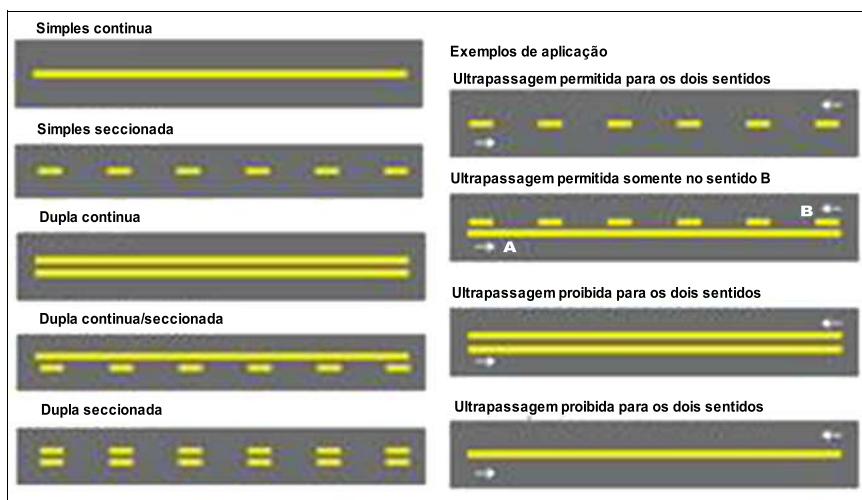 Simples continua
Simples seccionada
Dupla continua
Dupla continua/seccionada
Dupla seccionada
Exemplos de aplicação
Ultrapassagem permitida para os dois sentidos
Ultrapassagem permitida somente no sentido B
B
A
Ultrapassagem proibida para os dois sentidos
Ultrapassagem proibida para os dois sentidos